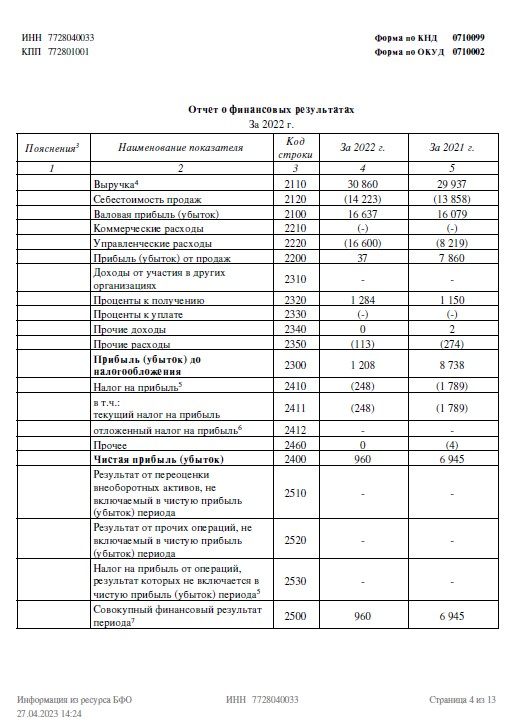 ИНН 7728040033 Форма по КНД 0710099
КПП 772801001 Форма по ОКУД 0710002
Отчет о финансовых результатах
За 2022 г.
Пояснения³ Наименование показателя Код строки За 2022 г. За 2021 г.
1 2 3 4 5
Выручка⁴ 2110 30 860 29 937
Себестоимость продаж 2120 (14 223) (13 858)
Валовая прибыль (убыток) 2100 16 637 16 079
Коммерческие расходы 2210 (-) (-)
Управленческие расходы 2220 (16 600) (8 219)
Прибыль (убыток) от продаж 2200 37 7 860
Доходы от участия в других
организациях 2310 - -
Проценты к получению 2320 1 284 1 150
Проценты к уплате 2330 (-) (-)
Прочие доходы 2340 0 2
Прочие расходы 2350 (113) (274)
Прибыль (убыток) до
налогообложения 2300 1 208 8 738
Налог на прибыль⁵ 2410 (248) (1 789)
в т.ч.:
текущий налог на прибыль 2411 (248) (1 789)
отложенный налог на прибыль⁶ 2412 - -
Прочее 2460 0 (4)
Чистая прибыль (убыток) 2400 960 6 945
Результат от переоценки
внеоборотных активов, не
включаемый в чистую прибыль
(убыток) периода 2510 - -
Результат от прочих операций, не
включаемый в чистую прибыль
(убыток) периода 2520 - -
Налог на прибыль от операций,
результат которых не включается в
чистую прибыль (убыток) периода⁵ 2530 - -
Совокупный финансовый результат
периода⁷ 2500 960 6 945
Информация из ресурса БФО ИНН 7728040033 Страница 4 из 13
27.04.2023 14:24